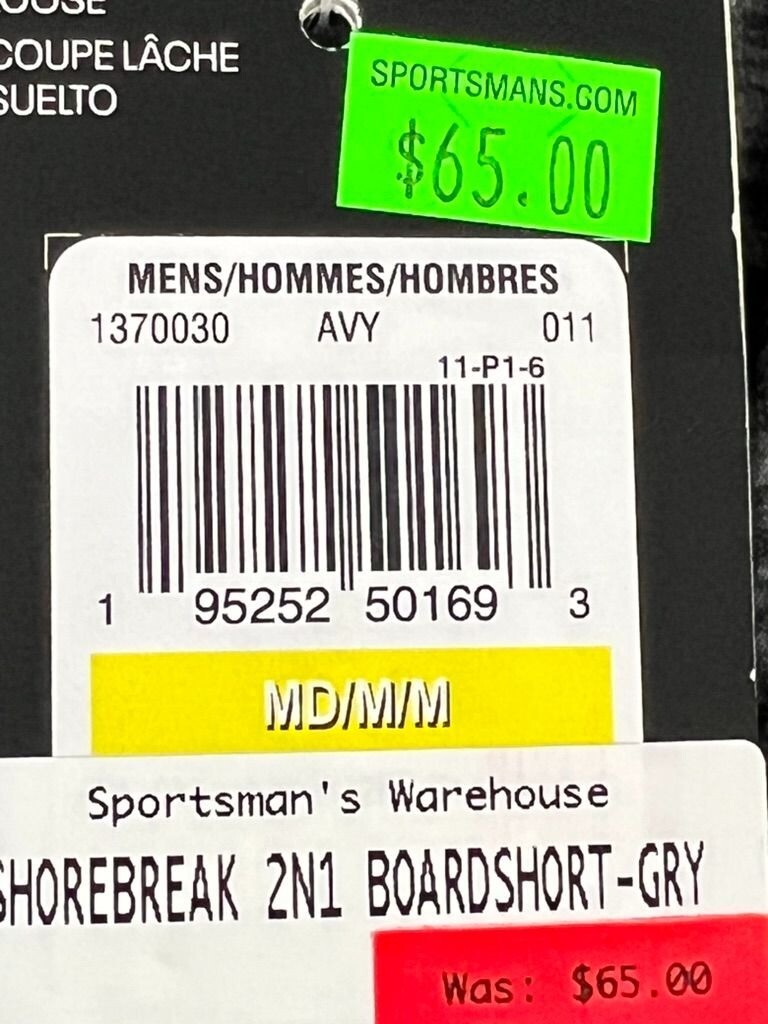 COUPE LÂCHE
SUELTO
SPORTSMANS.COM
$65.00
MENS/HOMMES/HOMBRES
1370030 AVY 011
11-P1-6
1 95252 50169 3
MD/M/M
Sportsman's Warehouse
SHOREBREAK 2N1 BOARDSHORT-GRY
Was: $65.00